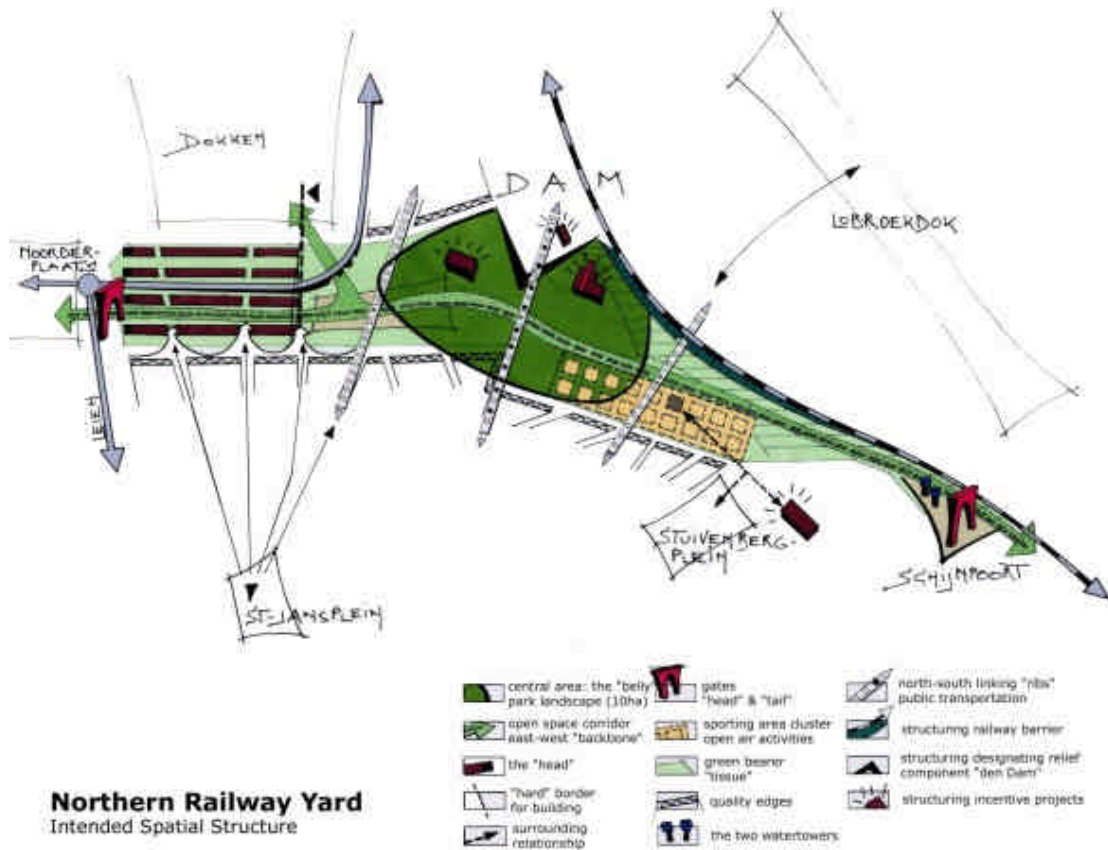 DOKKEN
DAM
LOBROEKDOK
NOORDER-
PLAATS
LEIEN
STUIVENBERG-
PLEIN
SCHIJNPOORT
ST-JANSPLEIN
central area: the "belly"
park landscape (10ha)
open space corridor
east-west "backbone"
the "head"
"hard" border
for building
surrounding
relationship
gates
"head" & "tail"
sporting area cluster
open air activities
green bearer
"tissue"
quality edges
the two watertowers
north-south linking "ribs"
public transportation
structuring railway barrier
structuring designating relief
component "den Dam"
structuring incentive projects
Northern Railway Yard
Intended Spatial Structure